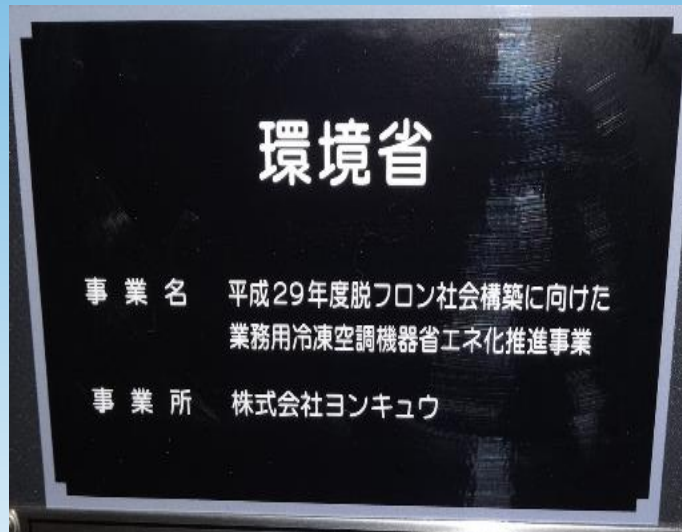 環境省
事業名 平成29年度脱フロン社会構築に向けた
業務用冷凍空調機器省エネ化推進事業
事業所 株式会社ヨンキュウ